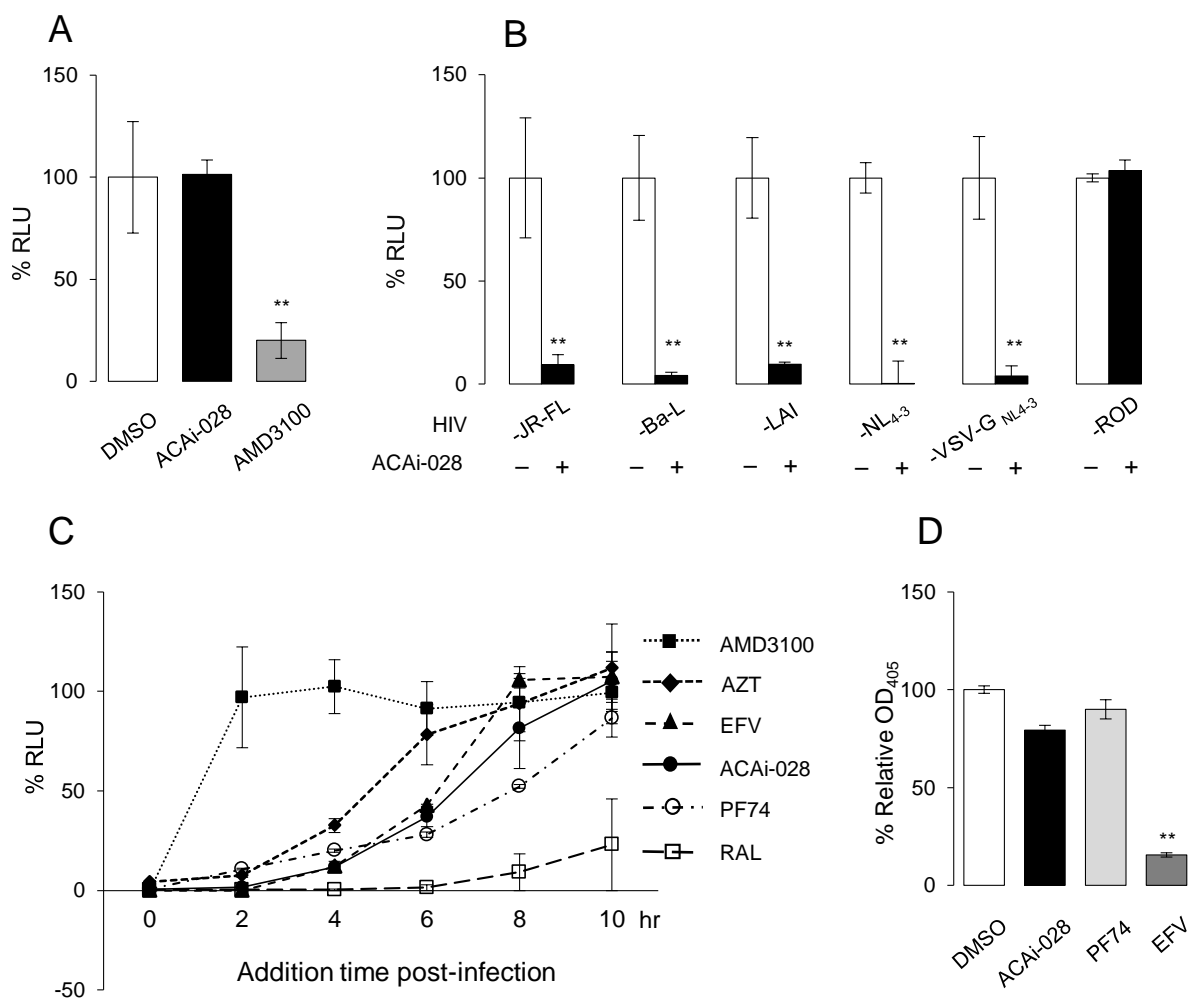 A
150
100
50
0
% RLU
**
DMSO
ACAi-028
AMD3100
B
150
100
50
0
% RLU
** ** ** ** **
HIV -JR-FL -Ba-L -LAI -NL4-3 -VSV-G NL4-3 -ROD
ACAi-028 – + – + – + – + – + – +
C
150
100
50
0
-50
% RLU
0 2 4 6 8 10 hr
Addition time post-infection
AMD3100
AZT
EFV
ACAi-028
PF74
RAL
D
150
100
50
0
% Relative OD405
**
DMSO
ACAi-028
PF74
EFV